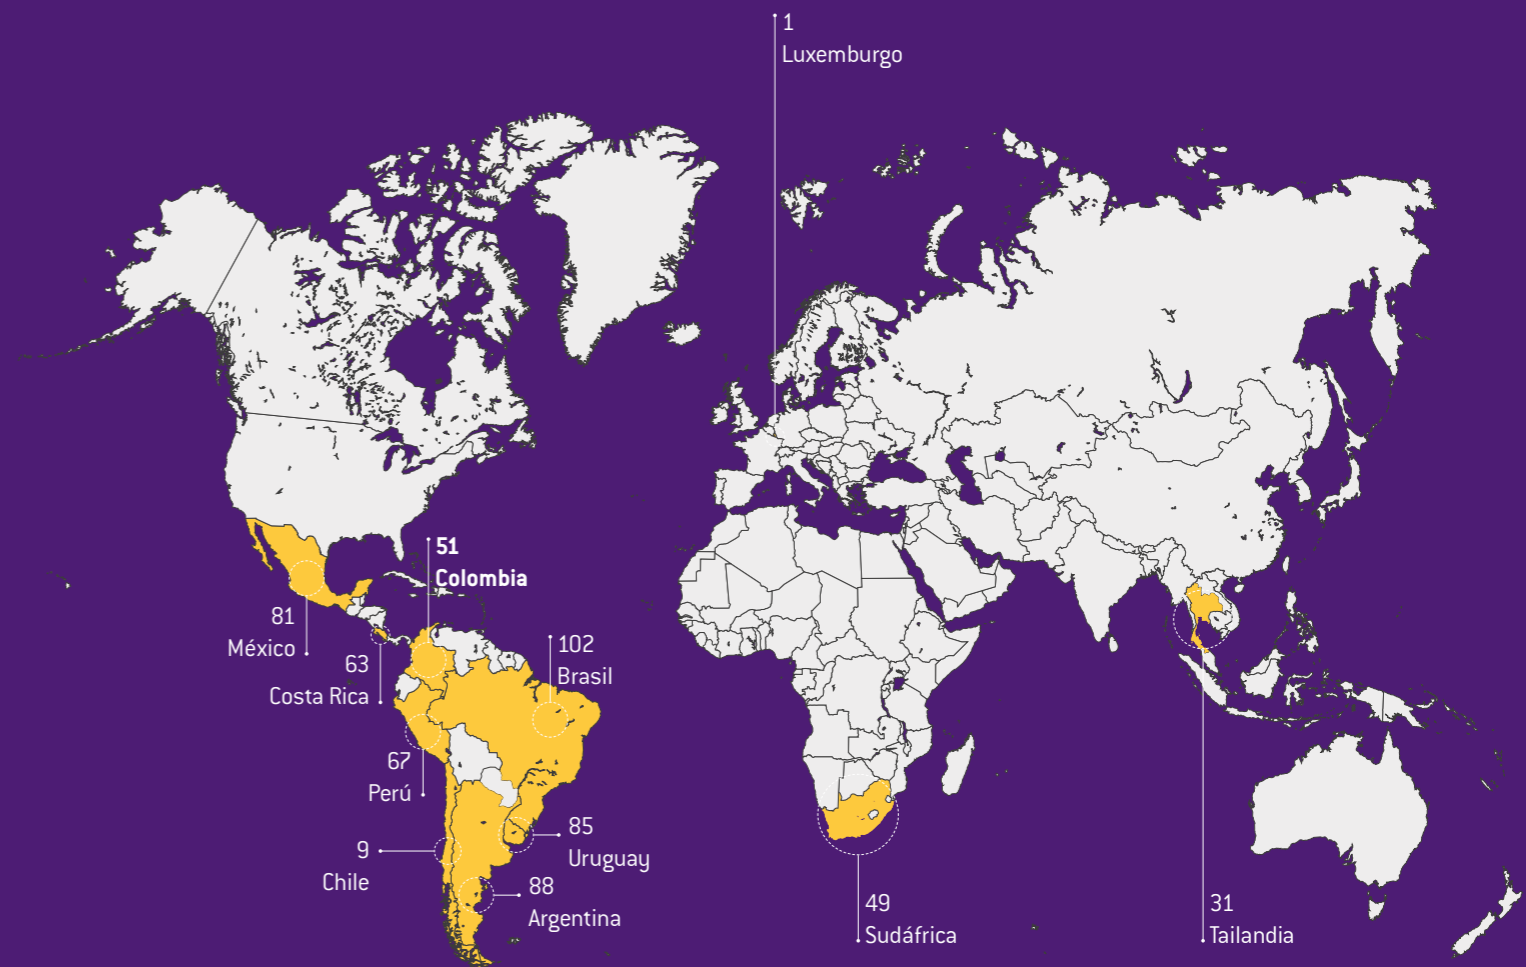 1
Luxemburgo
51
Colombia
81
México
63
Costa Rica
102
Brasil
67
Perú
85
Uruguay
9
Chile
88
Argentina
49
Sudáfrica
31
Tailandia